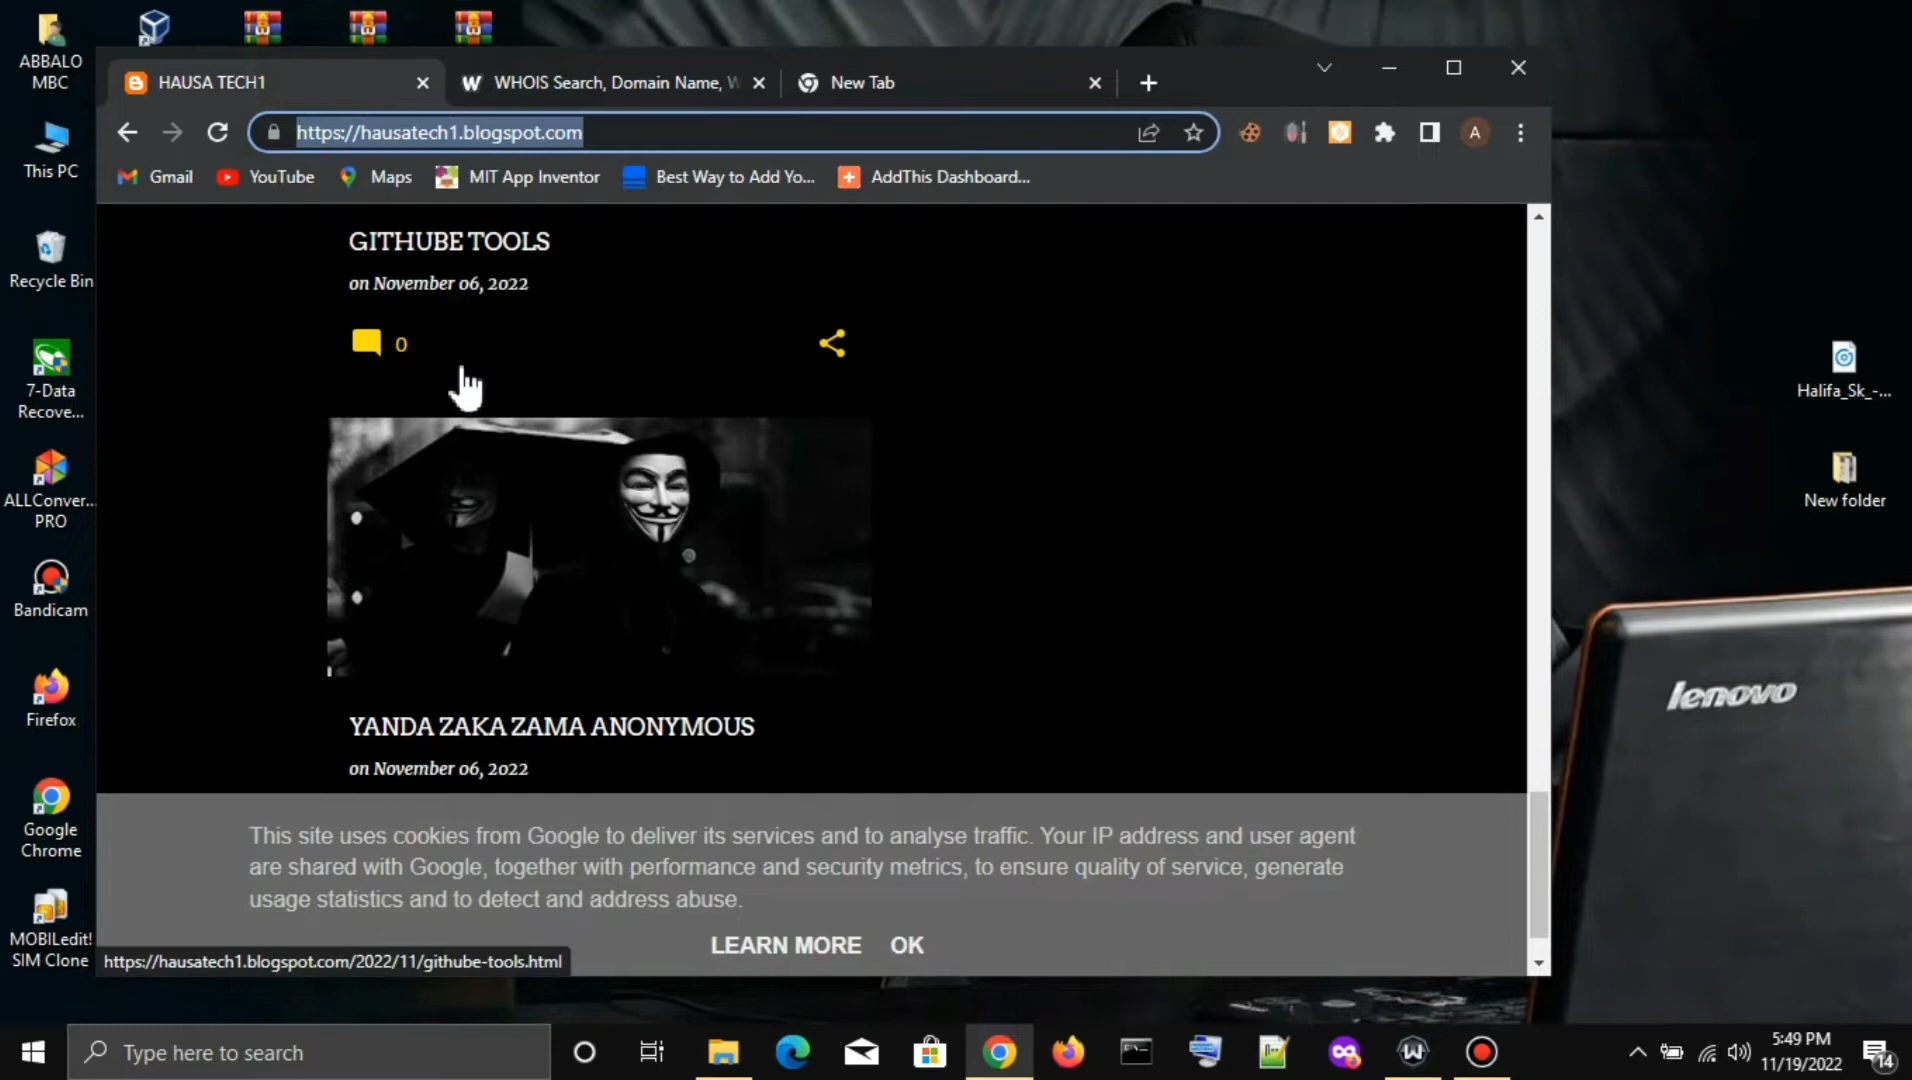 ABBALO
MBC
This PC
Recycle Bin
7-Data
Recove...
ALLConver...
PRO
Bandicam
Firefox
Google
Chrome
MOBILedit!
SIM Clone
HAUSA TECH1
WHOIS Search, Domain Name, W
New Tab
https://hausatech1.blogspot.com
A
Gmail
YouTube
Maps
MIT App Inventor
Best Way to Add Yo...
AddThis Dashboard...
GITHUBE TOOLS
on November 06, 2022
0
YANDA ZAKA ZAMA ANONYMOUS
on November 06, 2022
This site uses cookies from Google to deliver its services and to analyse traffic. Your IP address and user agent
are shared with Google, together with performance and security metrics, to ensure quality of service, generate
usage statistics and to detect and address abuse.
LEARN MORE OK
https://hausatech1.blogspot.com/2022/11/githube-tools.html
Halifa_Sk_-...
New folder
lenovo
Type here to search
5:49 PM
11/19/2022
14